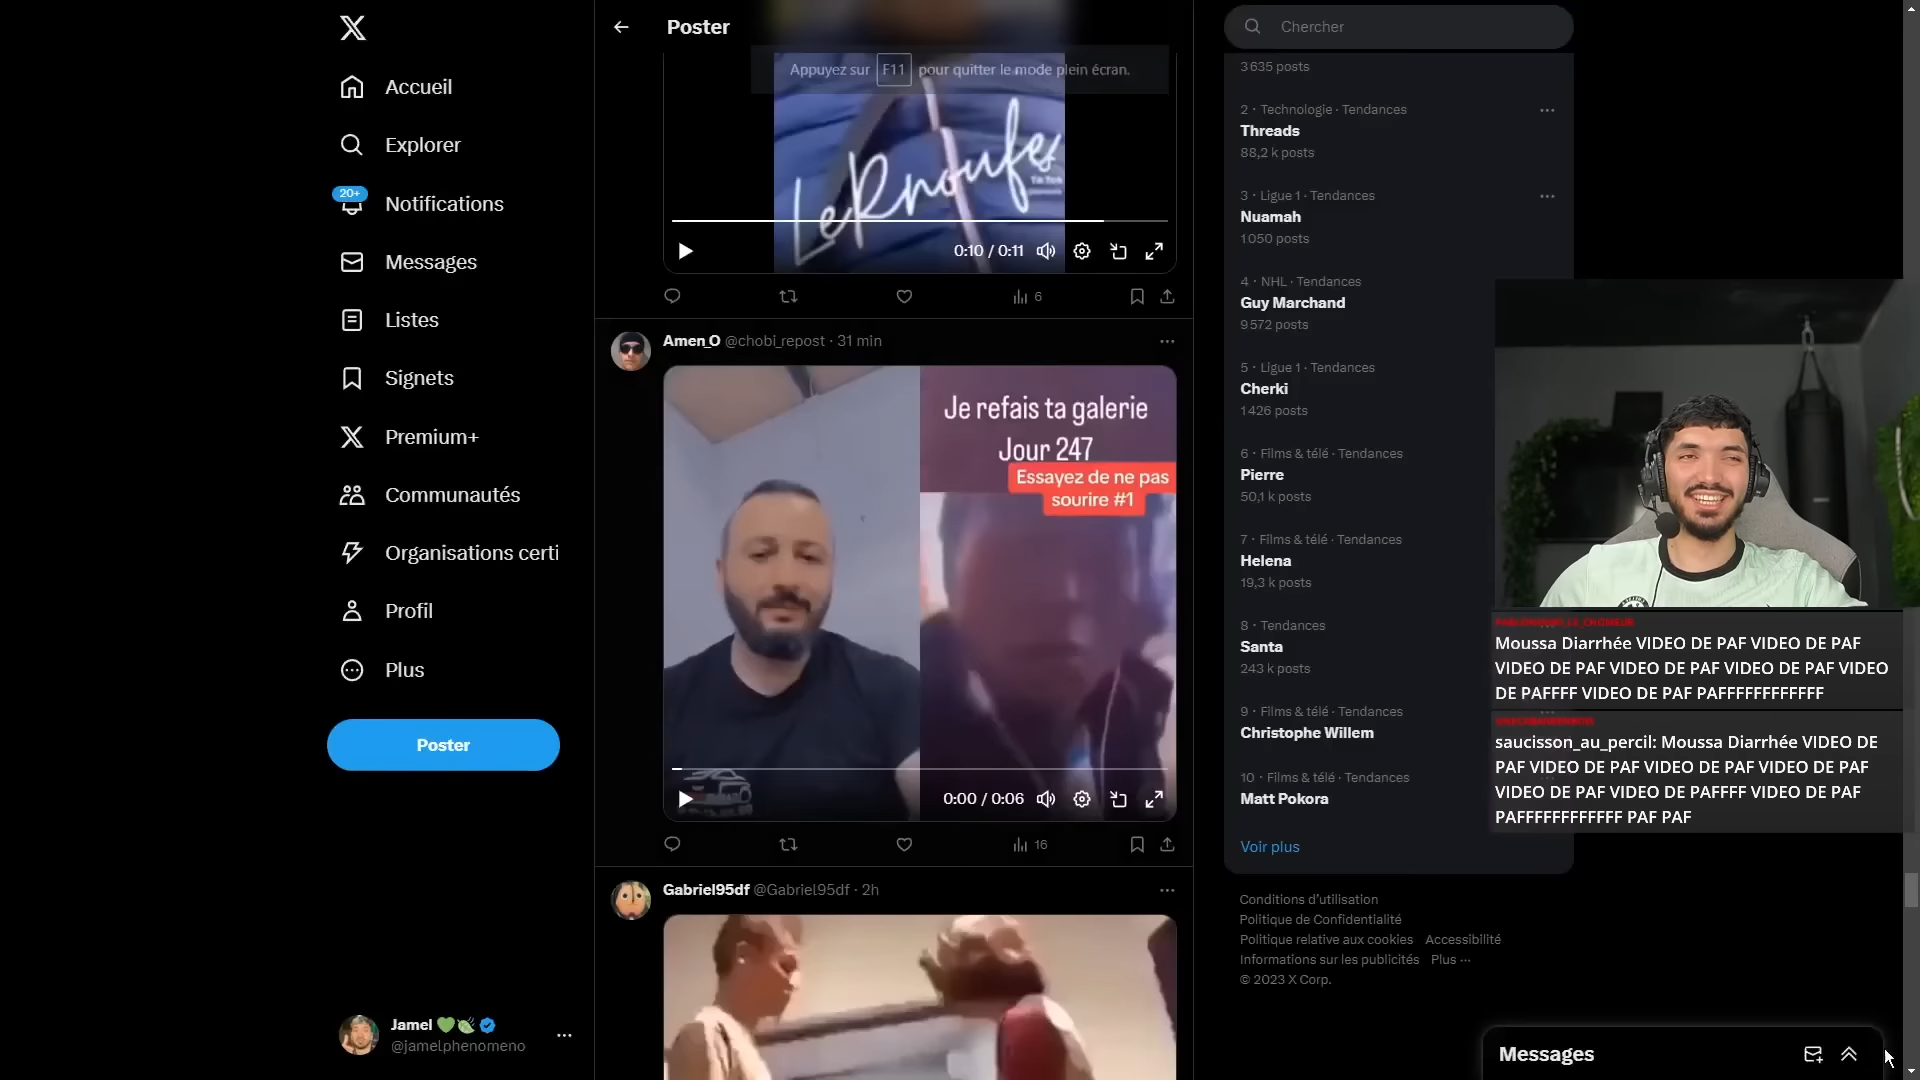 Accueil
Explorer
20+
Notifications
Messages
Listes
Signets
Premium+
Communautés
Organisations certi
Profil
Plus
Poster
Jamel
@jamelphenomeno
Poster
Appuyez sur F11 pour quitter le mode plein écran.
LeRnoufes
0:10 / 0:11
6
Amen_O @chobi_repost · 31 min
Je refais ta galerie
Jour 247
Essayez de ne pas
sourire #1
0:00 / 0:06
16
Gabriel95df @Gabriel95df · 2h
Chercher
3 635 posts
2 · Technologie · Tendances
Threads
88,2 k posts
3 · Ligue 1 · Tendances
Nuamah
1 050 posts
4 · NHL · Tendances
Guy Marchand
9 572 posts
5 · Ligue 1 · Tendances
Cherki
1 426 posts
6 · Films & télé · Tendances
Pierre
50,1 k posts
7 · Films & télé · Tendances
Helena
19,3 k posts
8 · Tendances
Santa
243 k posts
9 · Films & télé · Tendances
Christophe Willem
10 · Films & télé · Tendances
Matt Pokora
Voir plus
Conditions d’utilisation
Politique de Confidentialité
Politique relative aux cookies Accessibilité
Informations sur les publicités Plus ···
© 2023 X Corp.
Moussa Diarrhée VIDEO DE PAF VIDEO DE PAF
VIDEO DE PAF VIDEO DE PAF VIDEO DE PAF VIDEO
DE PAFFFF VIDEO DE PAF PAFFFFFFFFFFFF
saucisson_au_percil: Moussa Diarrhée VIDEO DE
PAF VIDEO DE PAF VIDEO DE PAF VIDEO DE PAF
VIDEO DE PAF VIDEO DE PAFFFF VIDEO DE PAF
PAFFFFFFFFFFFF PAF PAF
Messages